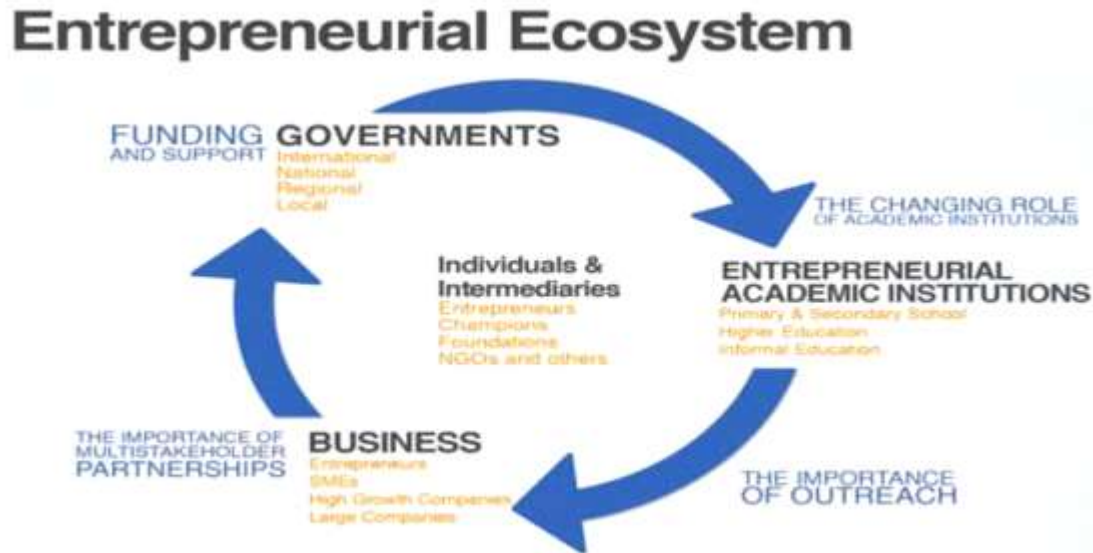 Entrepreneurial Ecosystem
FUNDING
AND SUPPORT
GOVERNMENTS
International
National
Regional
Local
THE CHANGING ROLE
OF ACADEMIC INSTITUTIONS
Individuals &
Intermediaries
Entrepreneurs
Champions
Foundations
NGOs and others
ENTREPRENEURIAL
ACADEMIC INSTITUTIONS
Primary & Secondary School
Higher Education
Informal Education
THE IMPORTANCE OF
MULTISTAKEHOLDER
PARTNERSHIPS
BUSINESS
Entrepreneurs
SMEs
High Growth Companies
Large Companies
THE IMPORTANCE
OF OUTREACH